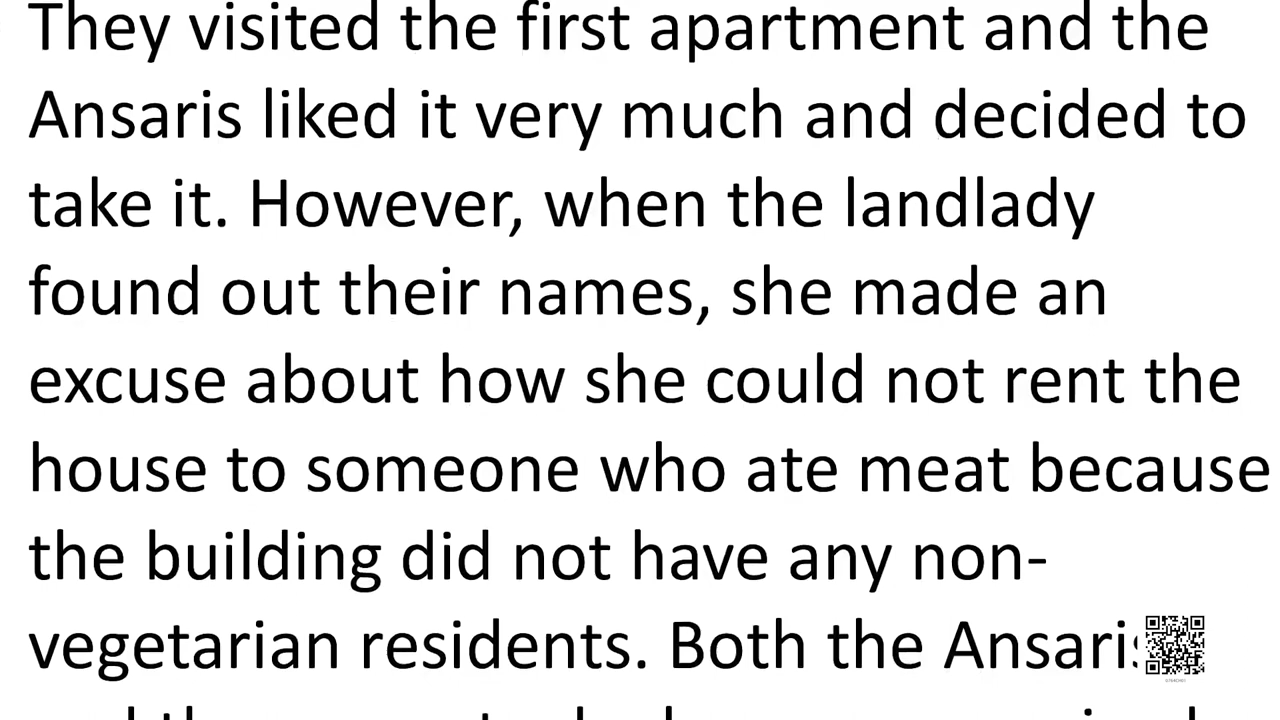 They visited the first apartment and the
Ansaris liked it very much and decided to
take it. However, when the landlady
found out their names, she made an
excuse about how she could not rent the
house to someone who ate meat because
the building did not have any non-
vegetarian residents. Both the Ansaris